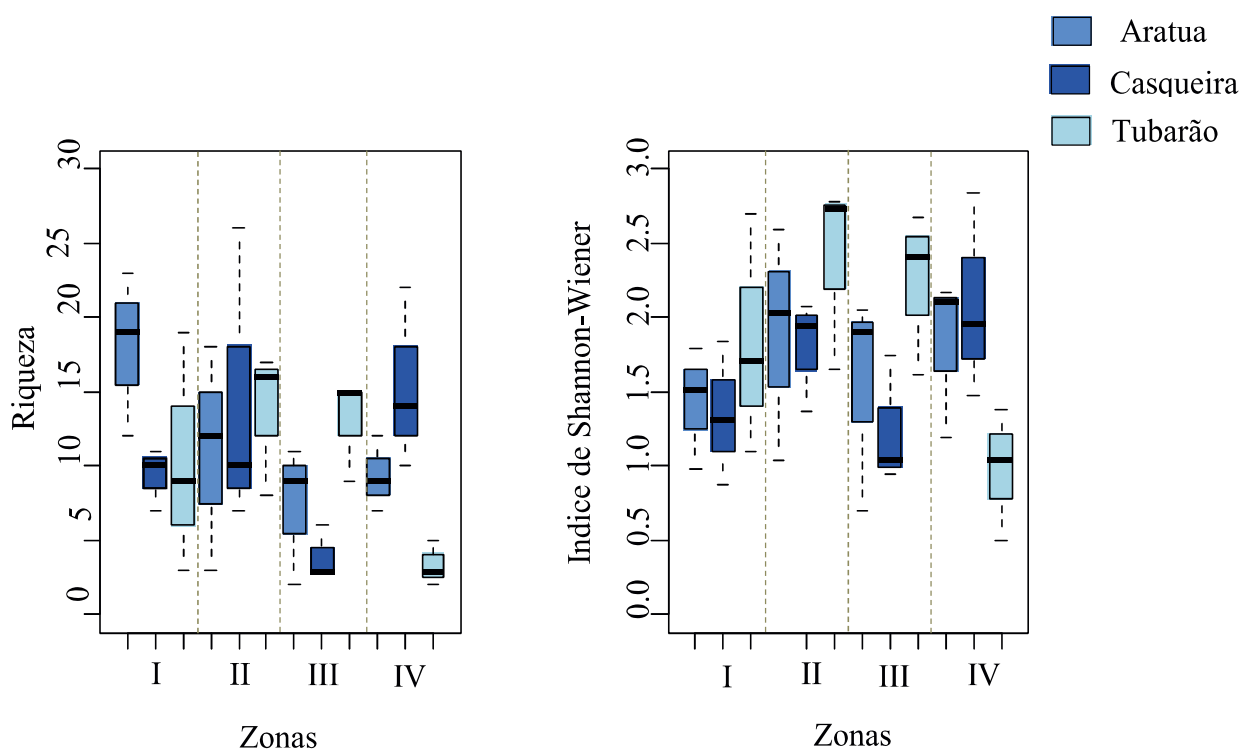 Aratua
Casqueira
Tubarão
Riqueza
30
25
20
15
10
5
0
I II III IV
Zonas
Indice de Shannon-Wiener
3.0
2.5
2.0
1.5
1.0
0.5
0.0
I II III IV
Zonas